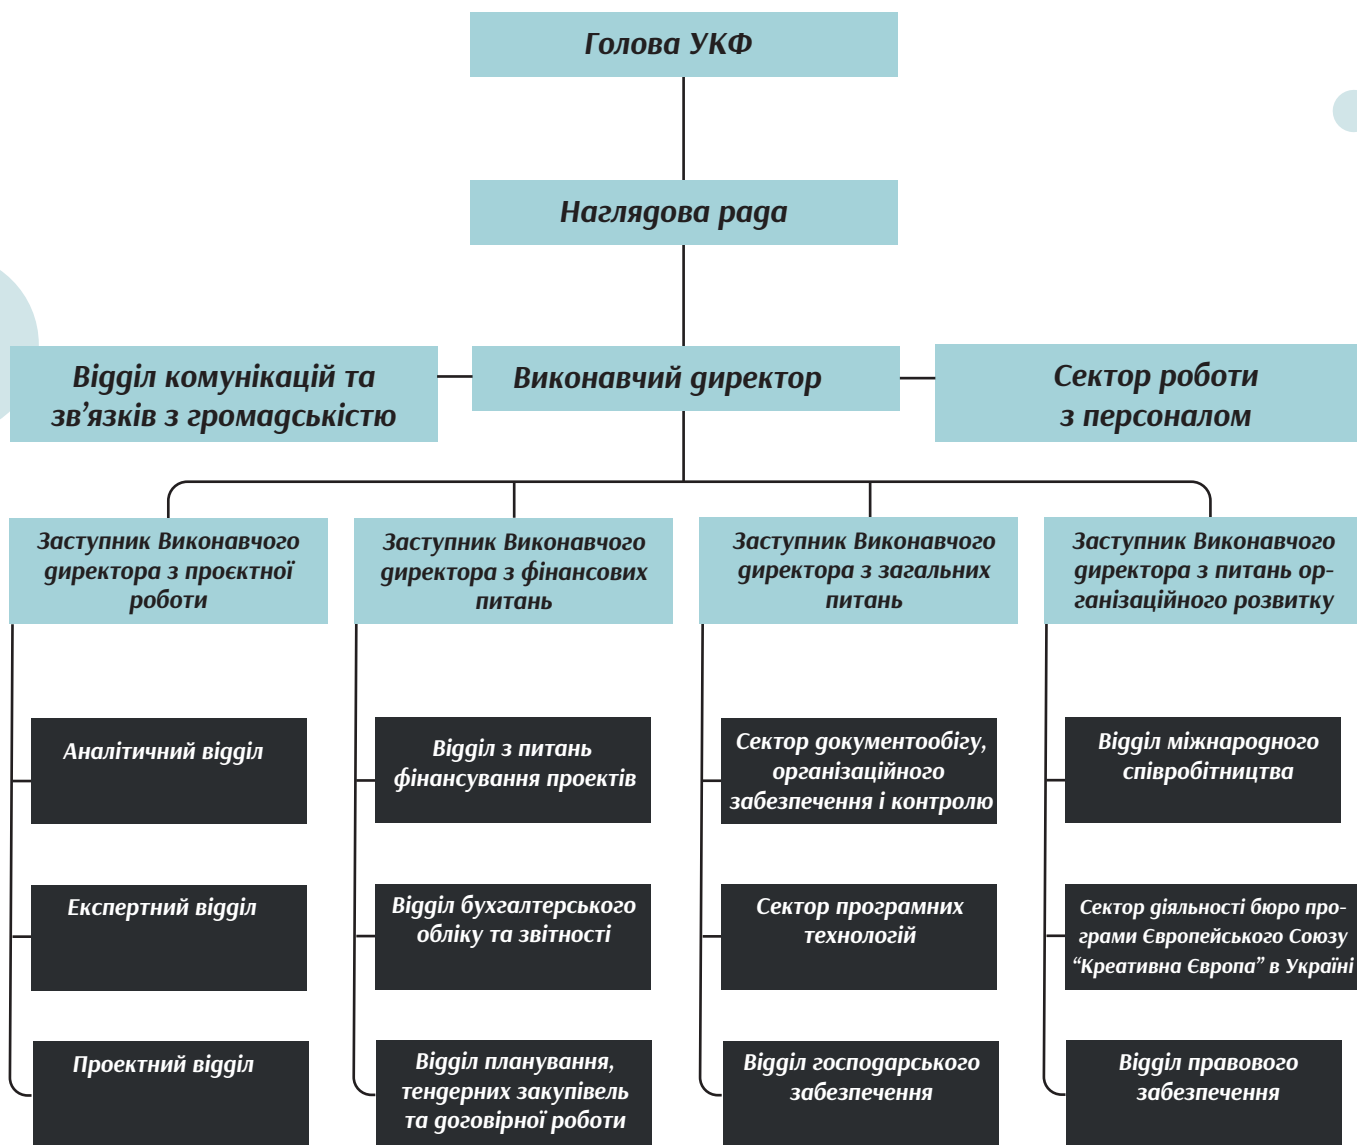 Голова УКФ
Наглядова рада
Відділ комунікацій та
зв’язків з громадськістю
Виконавчий директор
Сектор роботи
з персоналом
Заступник Виконавчого
директора з проєктної
роботи
Заступник Виконавчого
директора з фінансових
питань
Заступник Виконавчого
директора з загальних
питань
Заступник Виконавчого
директора з питань ор-
ганізаційного розвитку
Аналітичний відділ
Відділ з питань
фінансування проектів
Сектор документообігу,
організаційного
забезпечення і контролю
Відділ міжнародного
співробітництва
Експертний відділ
Відділ бухгалтерського
обліку та звітності
Сектор програмних
технологій
Сектор діяльності бюро про-
грами Європейського Союзу
“Креативна Європа” в Україні
Проектний відділ
Відділ планування,
тендерних закупівель
та договірної роботи
Відділ господарського
забезпечення
Відділ правового
забезпечення